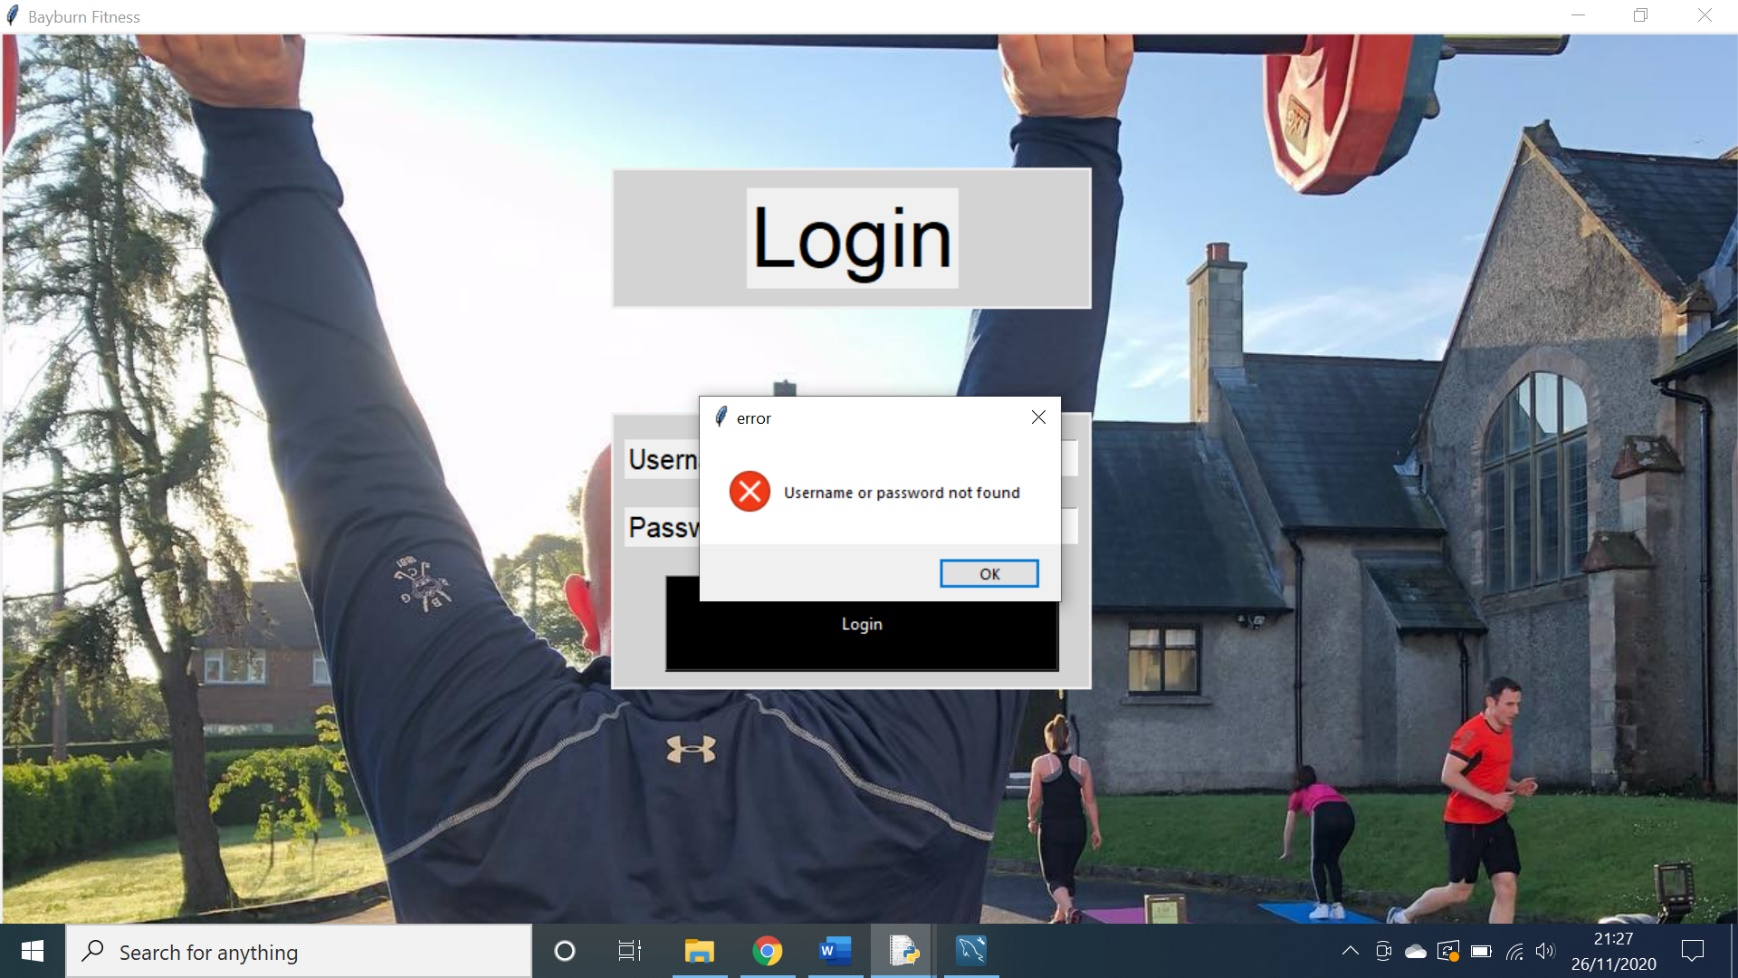 Bayburn Fitness
Login
error
Usern
Username or password not found
Passw
OK
Login
Search for anything
21:27
26/11/2020